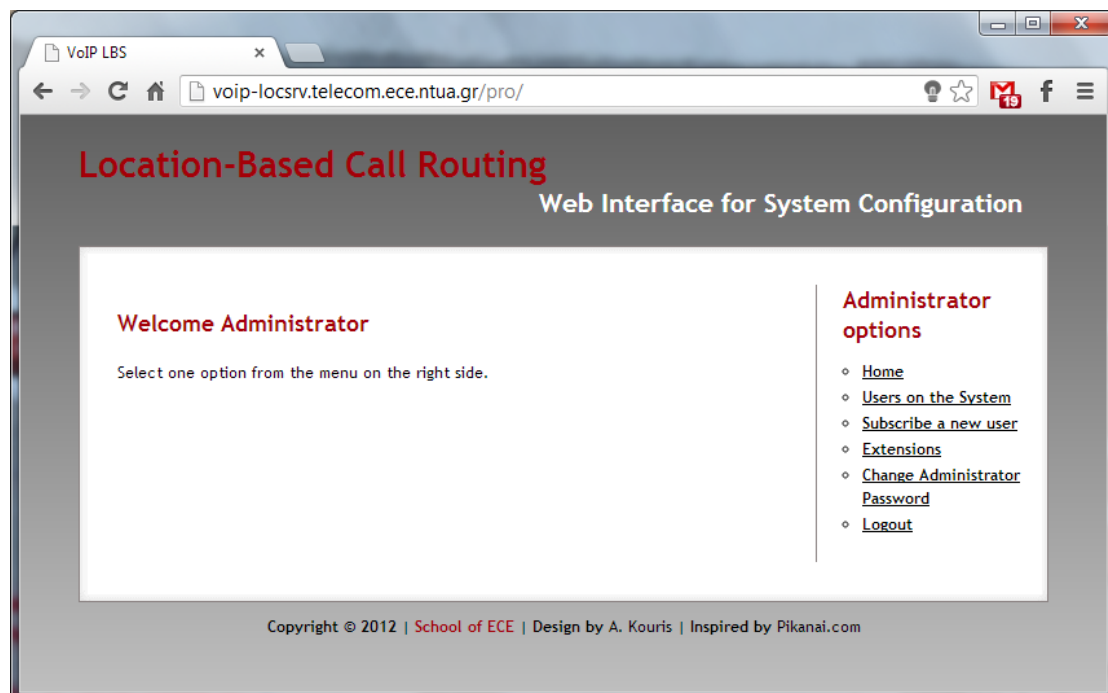 VoIP LBS
voip-locsrv.telecom.ece.ntua.gr/pro/
19
Location-Based Call Routing
Web Interface for System Configuration
Welcome Administrator
Select one option from the menu on the right side.
Administrator
options
Home
Users on the System
Subscribe a new user
Extensions
Change Administrator
Password
Logout
Copyright © 2012 | School of ECE | Design by A. Kouris | Inspired by Pikanai.com